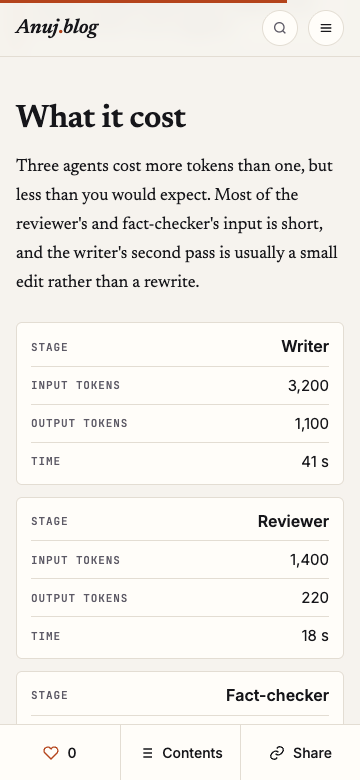 Anuj.blog
What it cost
Three agents cost more tokens than one, but
less than you would expect. Most of the
reviewer's and fact-checker's input is short,
and the writer's second pass is usually a small
edit rather than a rewrite.
STAGE Writer
INPUT TOKENS 3,200
OUTPUT TOKENS 1,100
TIME 41 s
STAGE Reviewer
INPUT TOKENS 1,400
OUTPUT TOKENS 220
TIME 18 s
STAGE Fact-checker
0 Contents Share